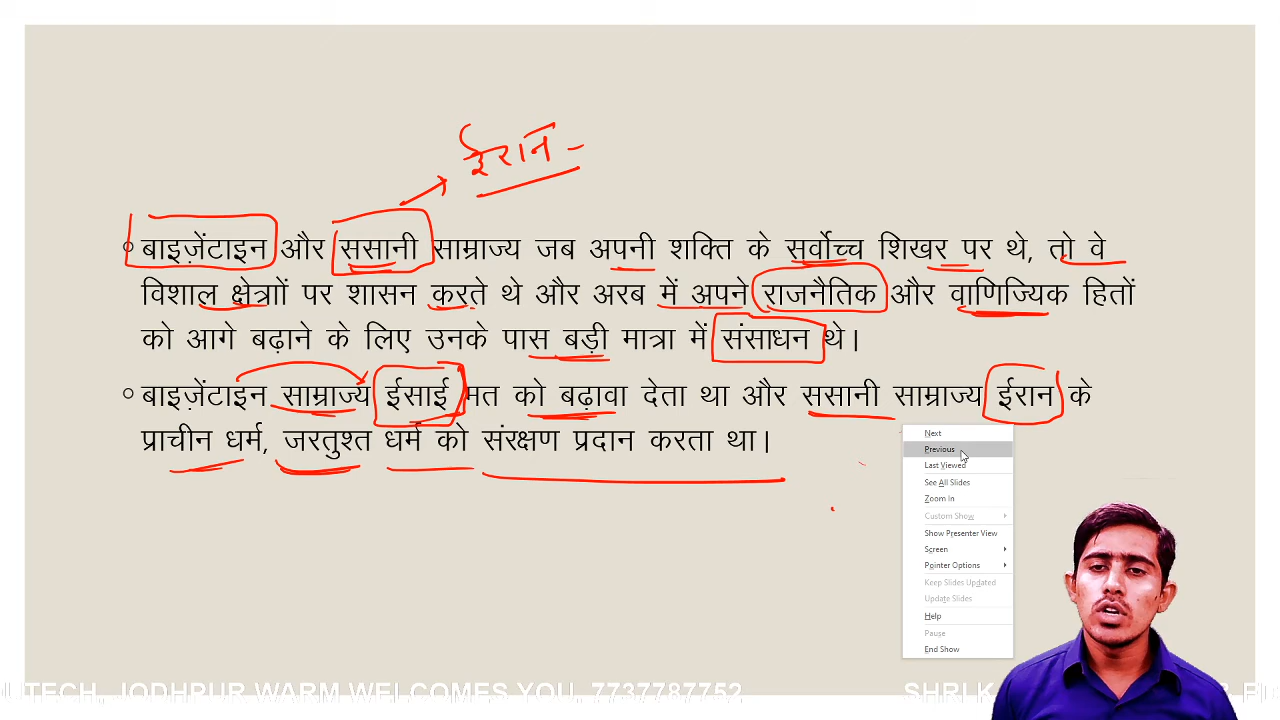 ईरान -
बाइज़ेंटाइन और ससानी साम्राज्य जब अपनी शक्ति के सर्वोच्च शिखर पर थे, तो वे
विशाल क्षेत्राों पर शासन करते थे और अरब में अपने राजनैतिक और वाणिज्यिक हितों
को आगे बढ़ाने के लिए उनके पास बड़ी मात्रा में संसाधन थे।
बाइज़ेंटाइन साम्राज्य ईसाई मत को बढ़ावा देता था और ससानी साम्राज्य ईरान के
प्राचीन धर्म, जरतुश्त धर्म को संरक्षण प्रदान करता था।
Next
Previous
Last Viewed
See All Slides
Zoom In
Custom Show
Show Presenter View
Screen
Pointer Options
Keep Slides Updated
Update Slides
Help
Pause
End Show
JODHPUR WARM WELCOMES YOU, 7737787752 SHRI